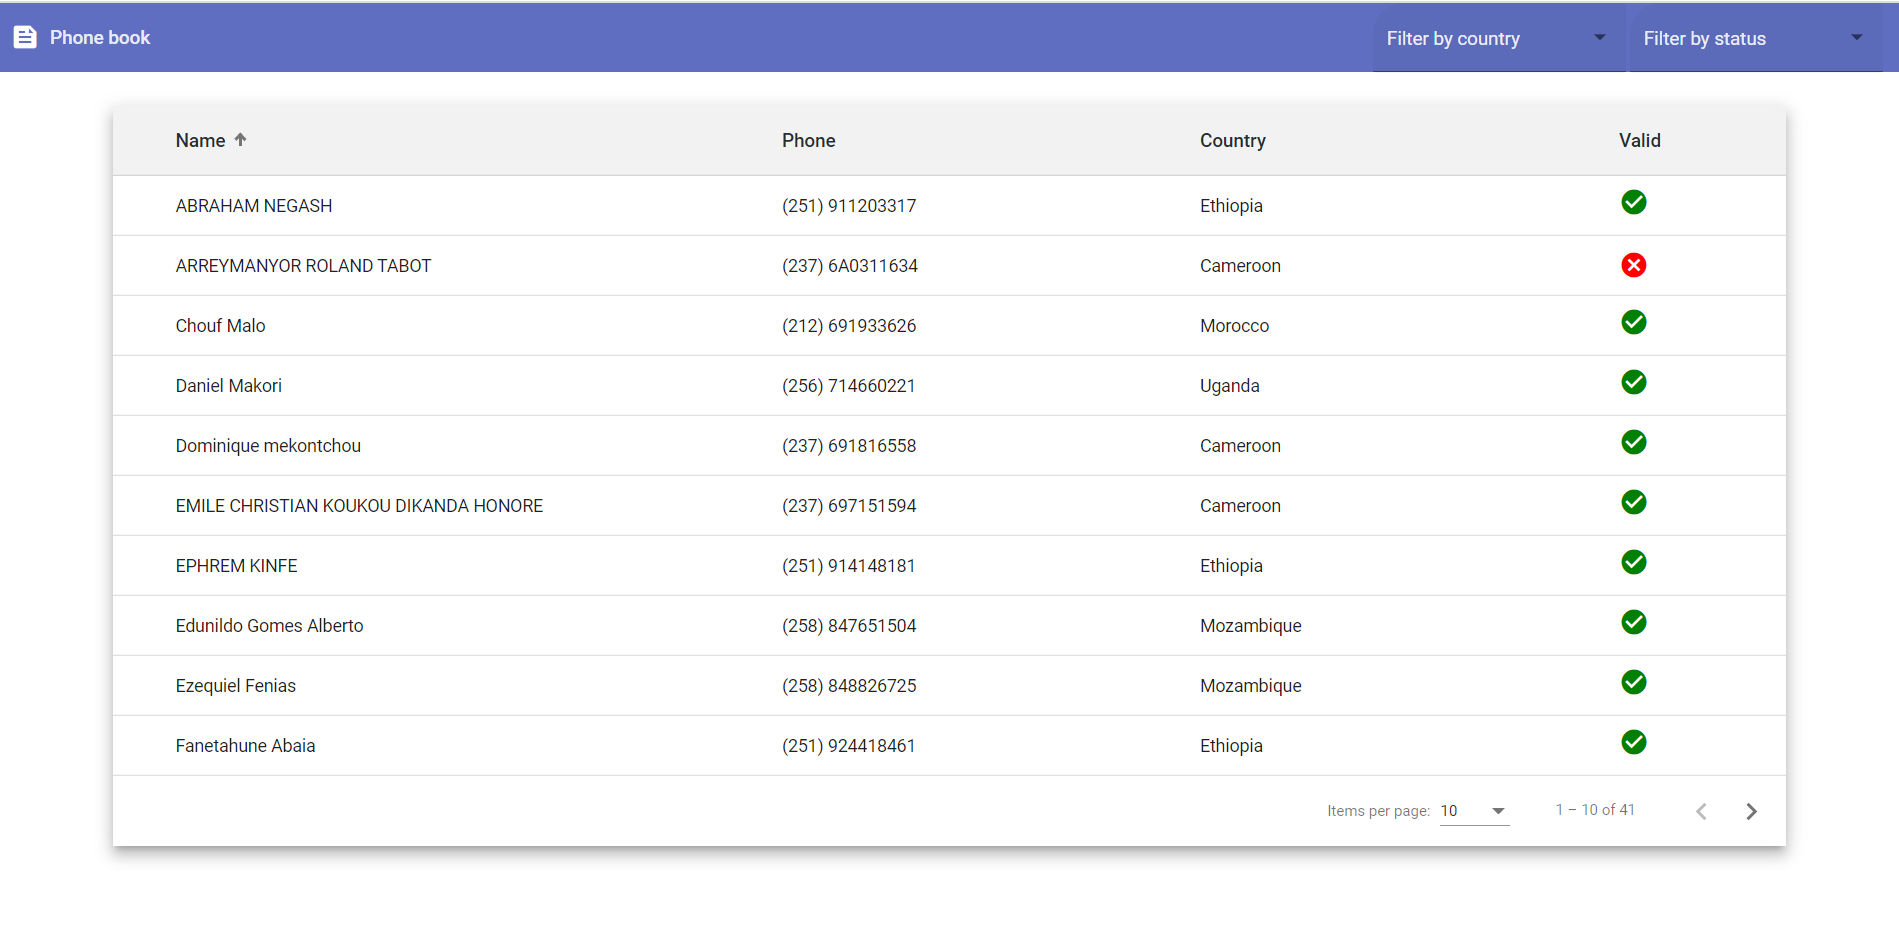 Phone book Filter by country Filter by status
Name Phone Country Valid
ABRAHAM NEGASH (251) 911203317 Ethiopia
ARREYMANYOR ROLAND TABOT (237) 6A0311634 Cameroon
Chouf Malo (212) 691933626 Morocco
Daniel Makori (256) 714660221 Uganda
Dominique mekontchou (237) 691816558 Cameroon
EMILE CHRISTIAN KOUKOU DIKANDA HONORE (237) 697151594 Cameroon
EPHREM KINFE (251) 914148181 Ethiopia
Edunildo Gomes Alberto (258) 847651504 Mozambique
Ezequiel Fenias (258) 848826725 Mozambique
Fanetahune Abaia (251) 924418461 Ethiopia
Items per page: 10 1 – 10 of 41